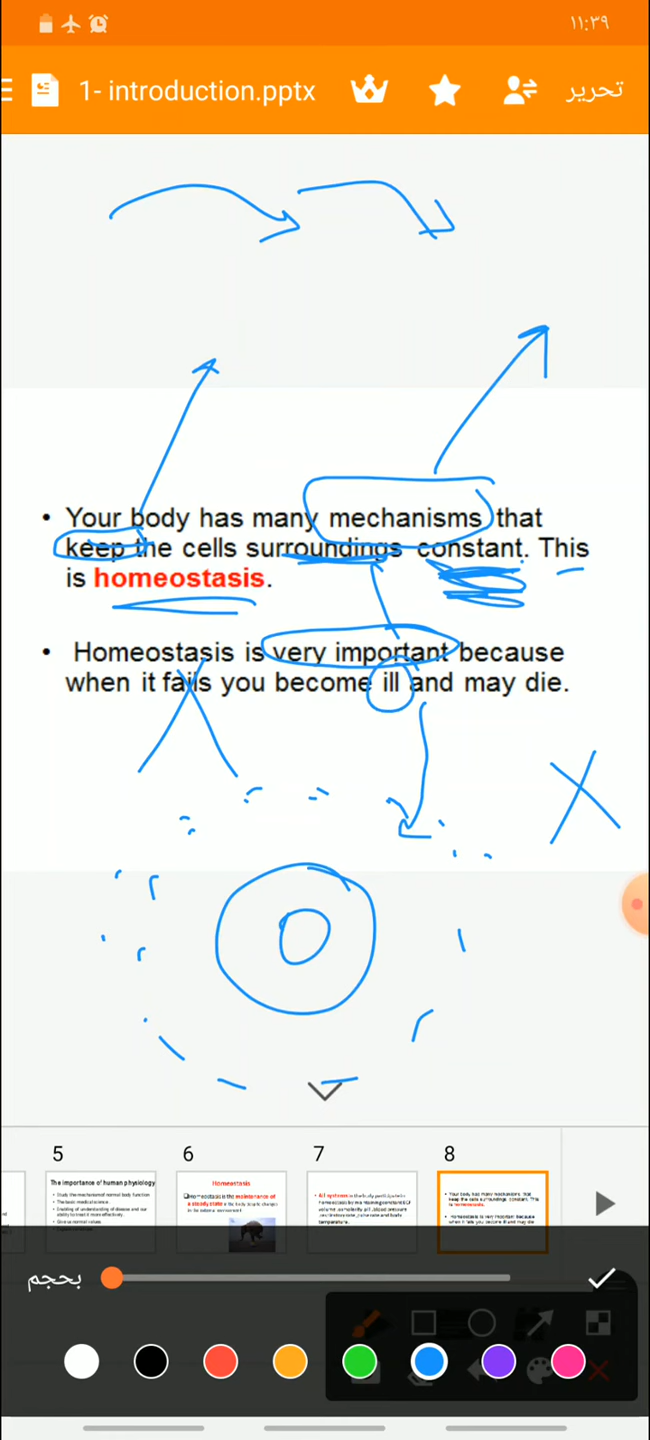 ١١:٣٩
1- introduction.pptx
تحرير
• Your body has many mechanisms that
keep the cells surroundings constant. This
is homeostasis.
• Homeostasis is very important because
when it fails you become ill and may die.
5 6 7 8
The importance of human physiology
Homeostasis
بحجم